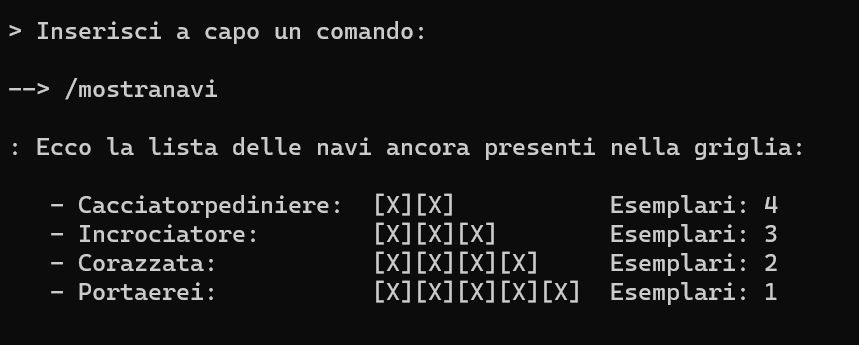 > Inserisci a capo un comando:
--> /mostranavi
: Ecco la lista delle navi ancora presenti nella griglia:
- Cacciatorpediniere: [X][X] Esemplari: 4
- Incrociatore: [X][X][X] Esemplari: 3
- Corazzata: [X][X][X][X] Esemplari: 2
- Portaerei: [X][X][X][X][X] Esemplari: 1